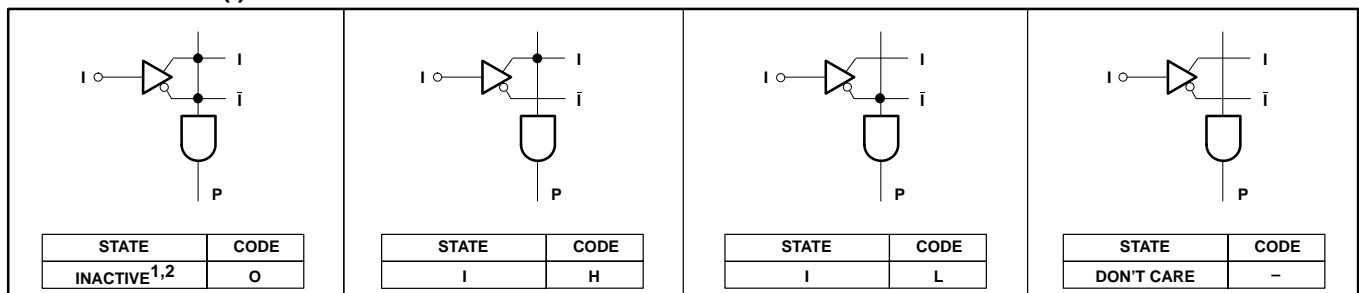 I I I I
I I I I
Ī Ī Ī Ī
P P P P
STATE CODE STATE CODE STATE CODE STATE CODE
INACTIVE1,2 O I H I L DON'T CARE –